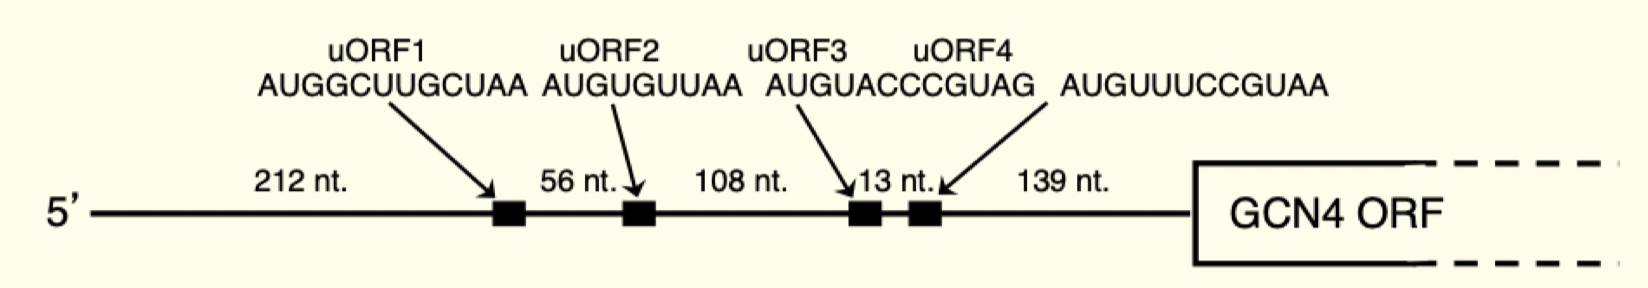 uORF1 uORF2 uORF3 uORF4
AUGGCUUGCUAA AUGUGUUAA AUGUACCCGUAG AUGUUUCCGUAA
212 nt. 56 nt. 108 nt. 13 nt. 139 nt.
5’ GCN4 ORF